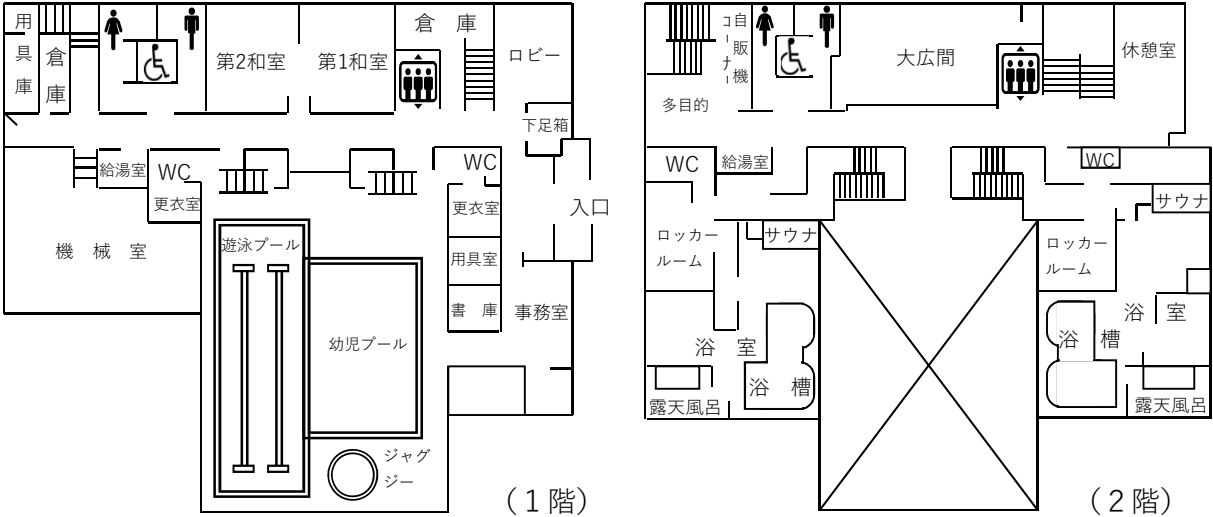 用具庫
倉庫
第2和室
第1和室
倉庫
ロビー
下足箱
給湯室
WC
更衣室
WC
更衣室
入口
機械室
遊泳プール
用具室
書庫
事務室
幼児プール
ジャグ
ジー
(1階)
自販機
コーナー
大広間
休憩室
多目的
WC
給湯室
WC
サウナ
ロッカー
ルーム
サウナ
ロッカー
ルーム
浴室
浴槽
露天風呂
浴室
浴槽
露天風呂
(2階)